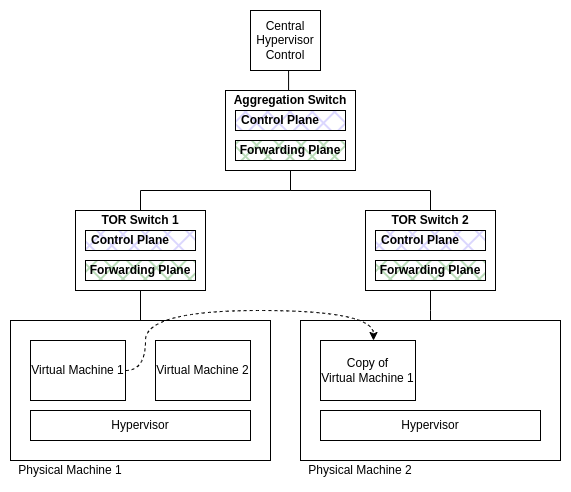 Central
Hypervisor
Control
Aggregation Switch
Control Plane
Forwarding Plane
TOR Switch 1
Control Plane
Forwarding Plane
TOR Switch 2
Control Plane
Forwarding Plane
Virtual Machine 1
Virtual Machine 2
Hypervisor
Physical Machine 1
Copy of
Virtual Machine 1
Hypervisor
Physical Machine 2